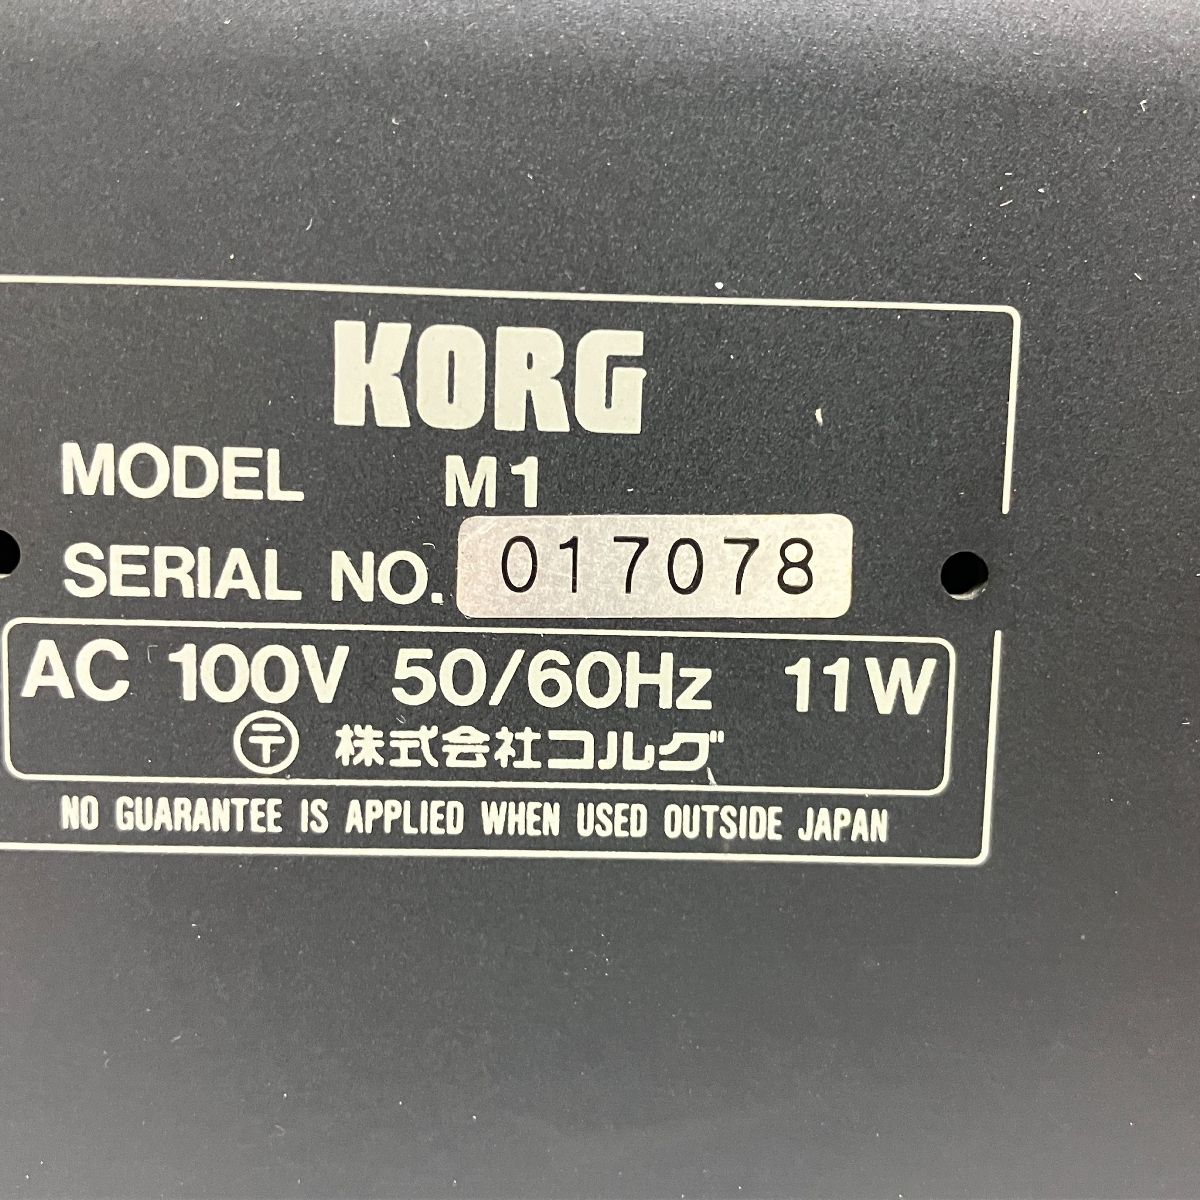 KORG
MODEL M1
SERIAL NO. 017078
AC 100V 50/60Hz 11W
〒 株式会社コルグ
NO GUARANTEE IS APPLIED WHEN USED OUTSIDE JAPAN